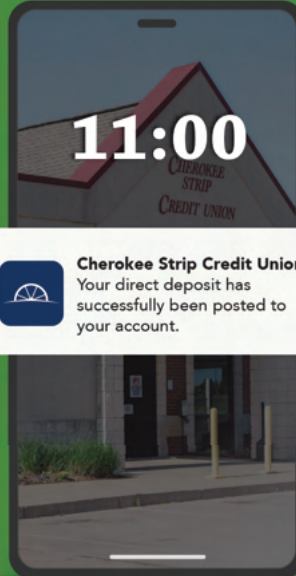 11:00
CHEROKEE
STRIP
CREDIT UNION
Cherokee Strip Credit Union
Your direct deposit has
successfully been posted to
your account.